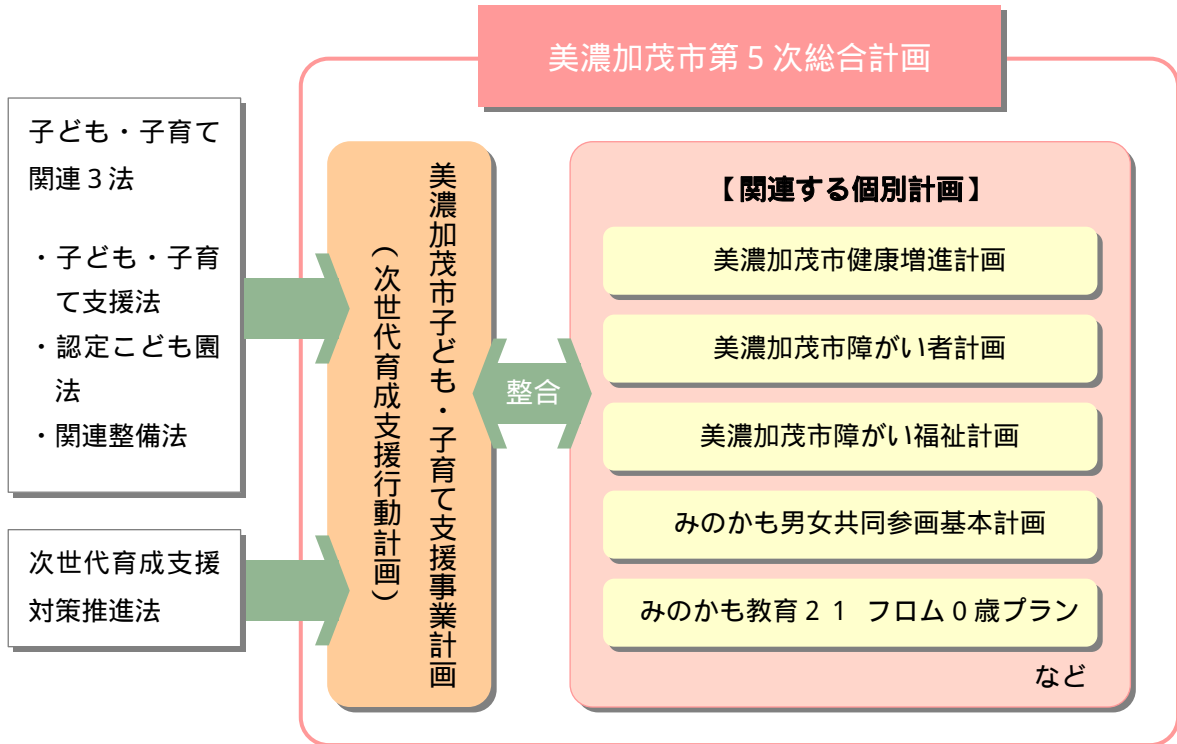 美濃加茂市第５次総合計画
子ども・子育て
関連３法
・子ども・子育
て支援法
・認定こども園
法
・関連整備法
次世代育成支援
対策推進法
美濃加茂市子ども・子育て支援事業計画
（次世代育成支援行動計画）
整合
【関連する個別計画】
美濃加茂市健康増進計画
美濃加茂市障がい者計画
美濃加茂市障がい福祉計画
みのかも男女共同参画基本計画
みのかも教育２１ フロム０歳プラン
など